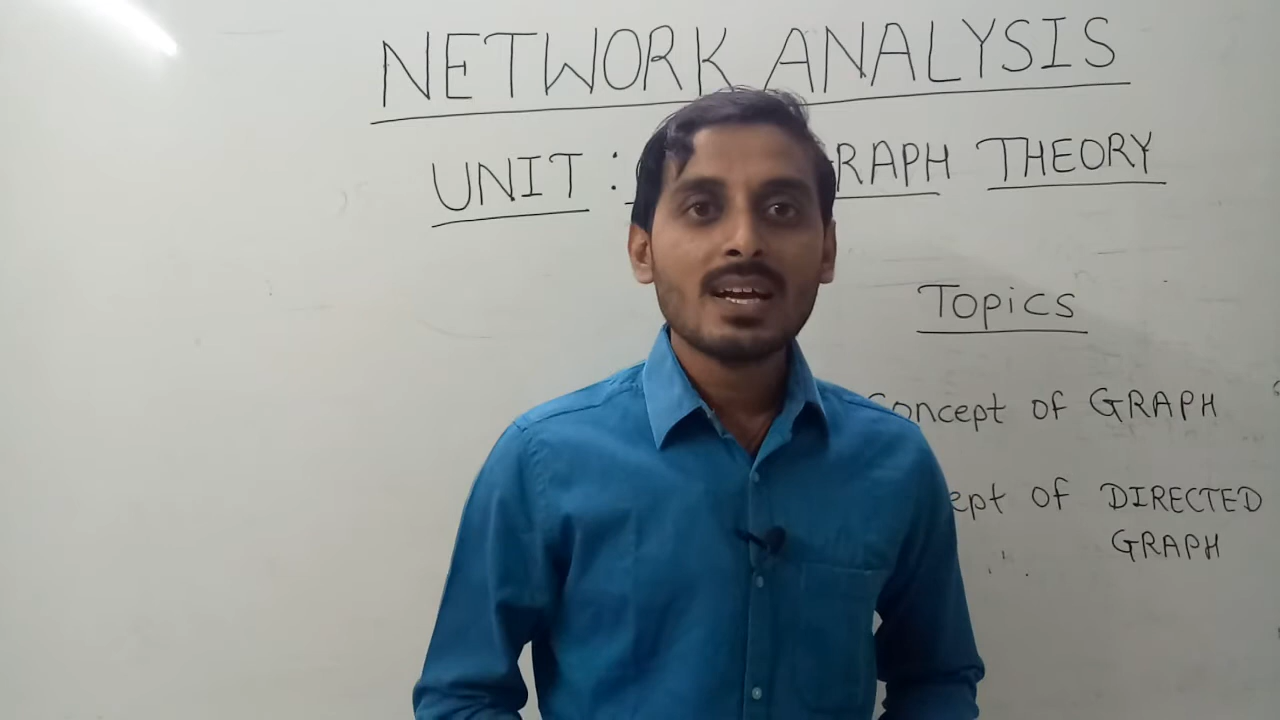 NETWORK ANALYSIS
UNIT : RAPH THEORY
Topics
Concept of GRAPH
ept of DIRECTED
GRAPH